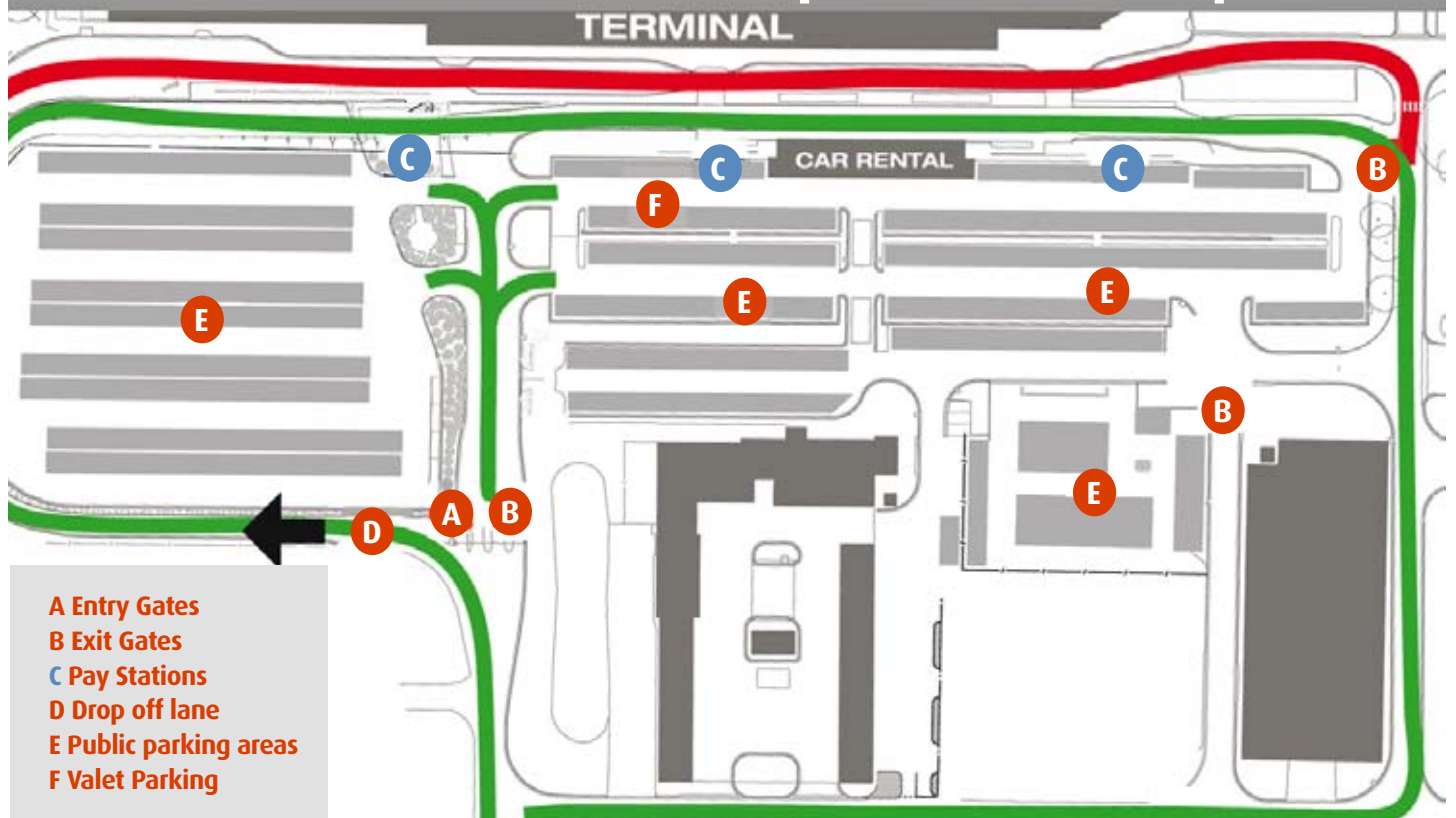 TERMINAL
C
C
CAR RENTAL
C
B
F
E
E
E
B
E
A
B
D
A Entry Gates
B Exit Gates
C Pay Stations
D Drop off lane
E Public parking areas
F Valet Parking